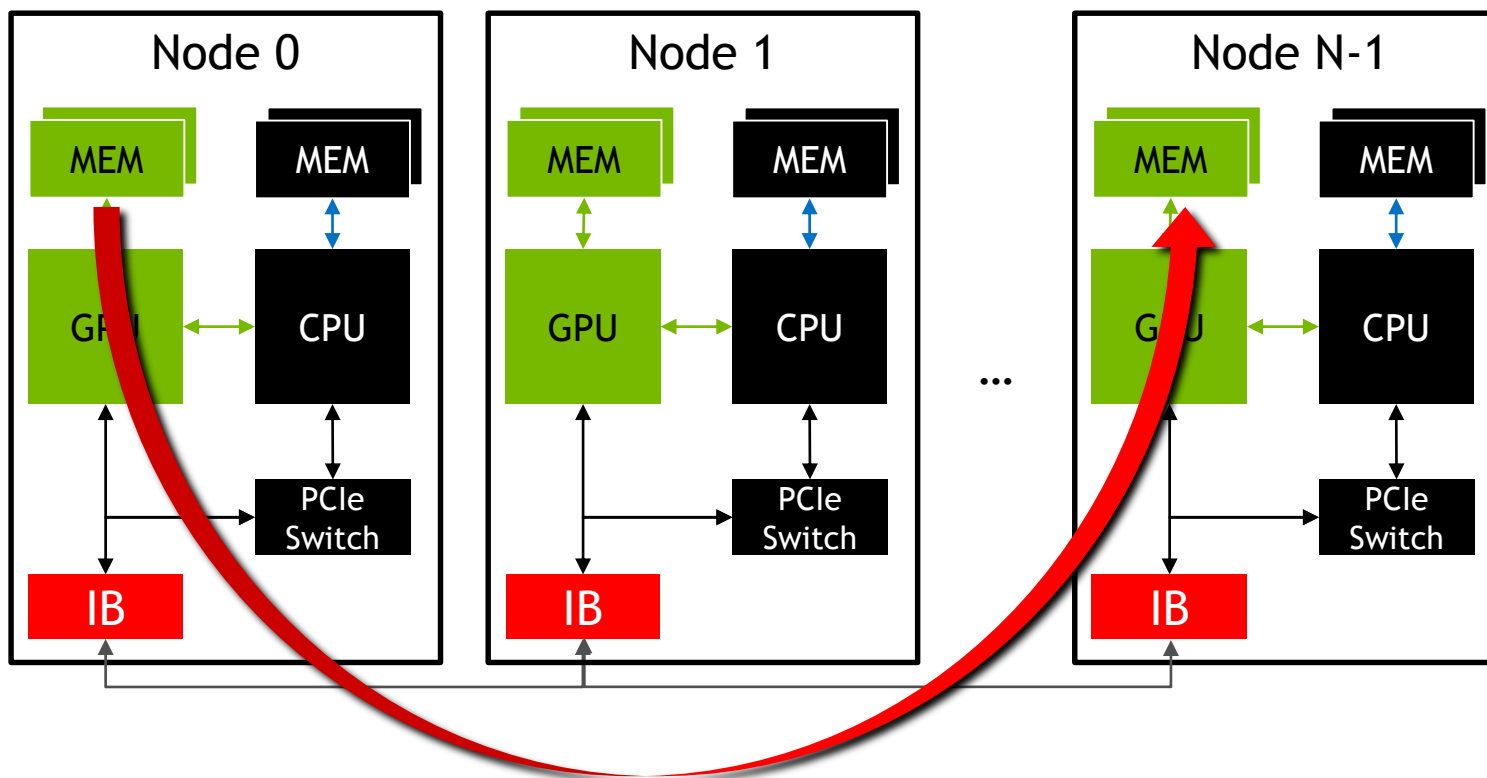 Node 0
MEM
MEM
GPU
CPU
PCIe
Switch
IB
Node 1
MEM
MEM
GPU
CPU
PCIe
Switch
IB
...
Node N-1
MEM
MEM
GPU
CPU
PCIe
Switch
IB